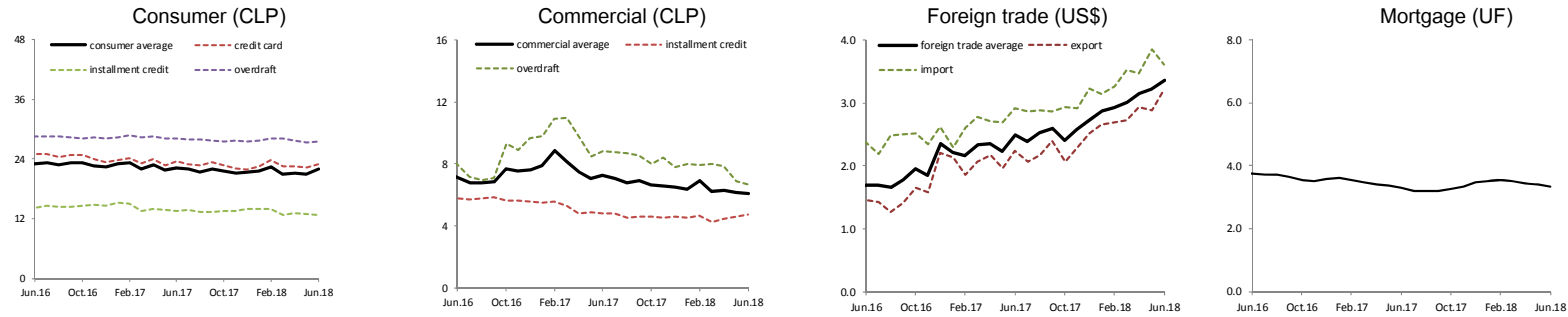 Consumer (CLP)
48
consumer average
credit card
installment credit
overdraft
36
24
12
0
Jun.16
Oct.16
Feb.17
Jun.17
Oct.17
Feb.18
Jun.18
Commercial (CLP)
16
commercial average
installment credit
overdraft
12
8
4
0
Jun.16
Oct.16
Feb.17
Jun.17
Oct.17
Feb.18
Jun.18
Foreign trade (US$)
4.0
foreign trade average
export
import
3.0
2.0
1.0
0.0
Jun.16
Oct.16
Feb.17
Jun.17
Oct.17
Feb.18
Jun.18
Mortgage (UF)
8.0
6.0
4.0
2.0
0.0
Jun.16
Oct.16
Feb.17
Jun.17
Oct.17
Feb.18
Jun.18